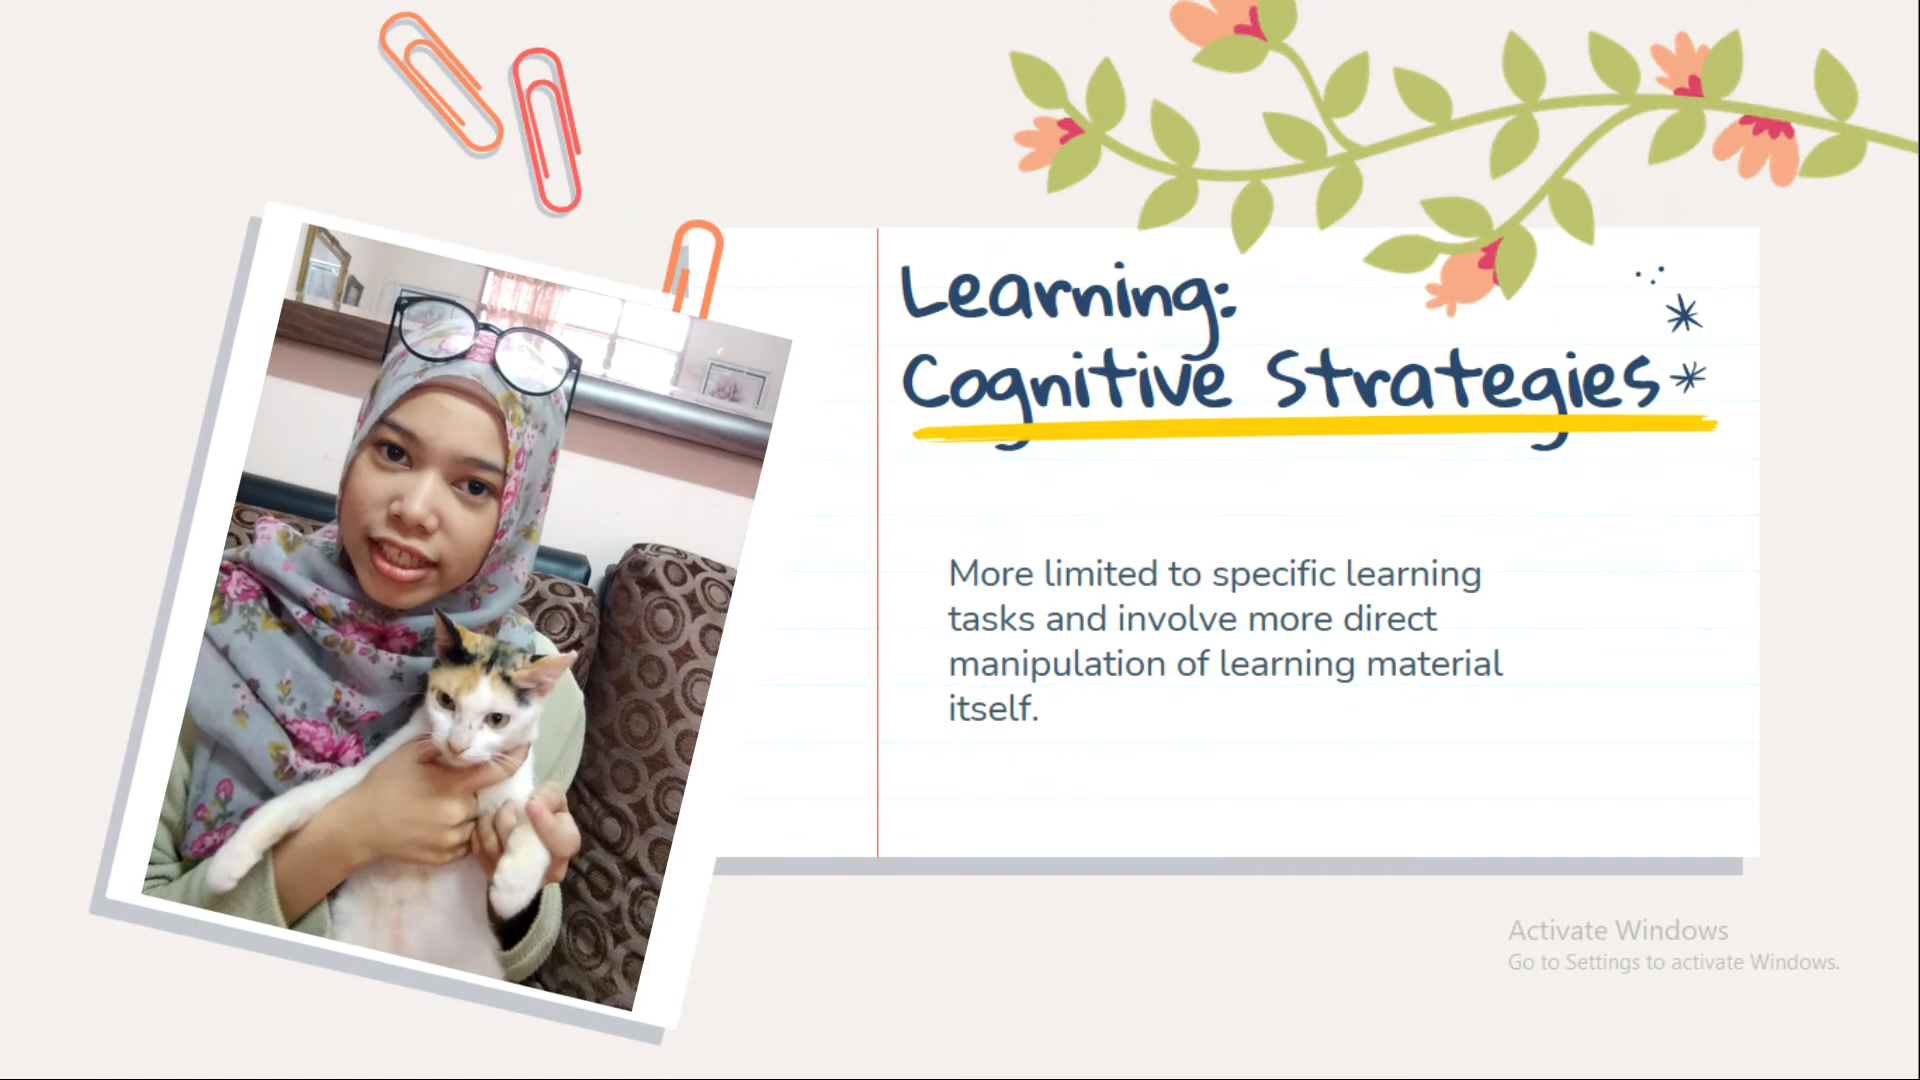 Learning:
Cognitive Strategies
More limited to specific learning
tasks and involve more direct
manipulation of learning material
itself.
Activate Windows
Go to Settings to activate Windows.